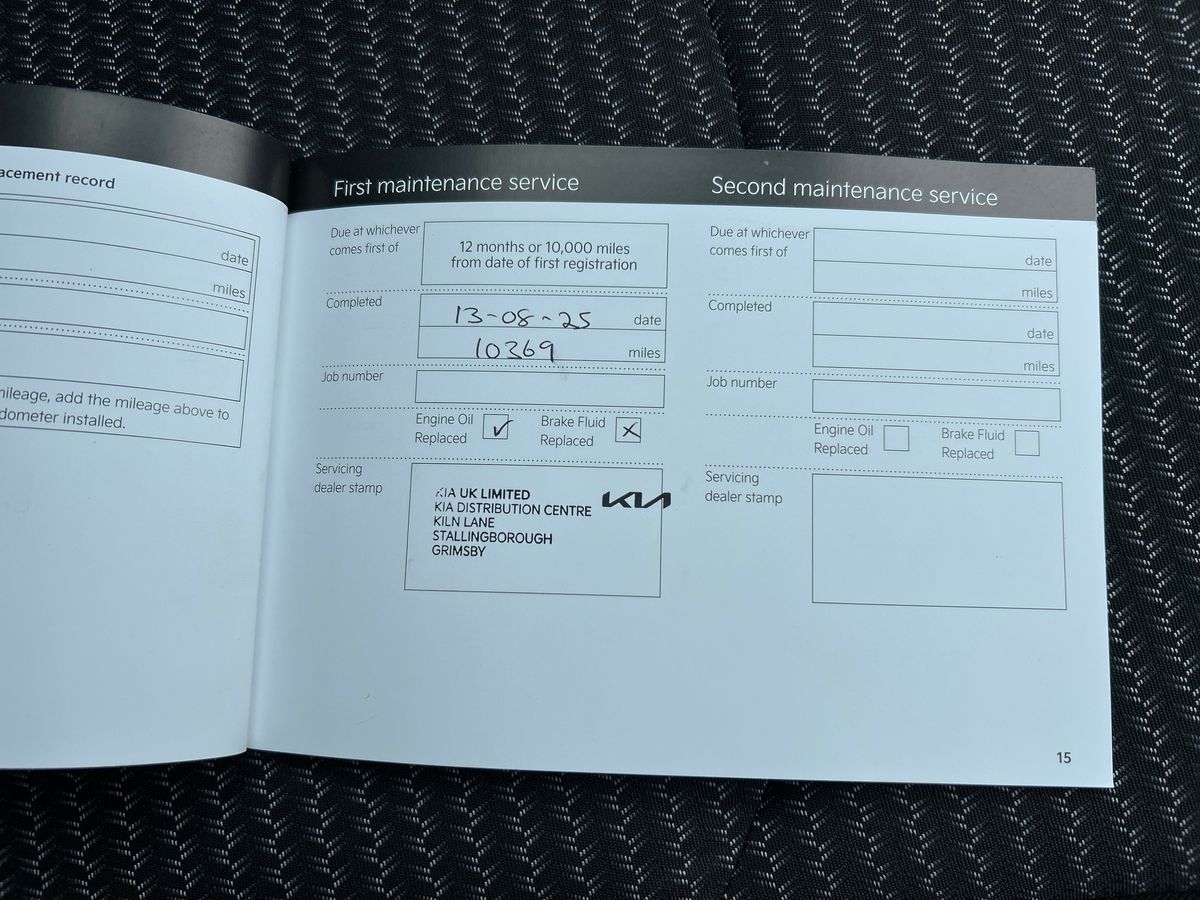 acement record
date
miles
mileage, add the mileage above to
dometer installed.
First maintenance service
Due at whichever
comes first of
12 months or 10,000 miles
from date of first registration
Completed
13-08-25 date
10369 miles
Job number
Engine Oil
Replaced
Brake Fluid
Replaced
Servicing
dealer stamp
KIA UK LIMITED
KIA DISTRIBUTION CENTRE
KILN LANE
STALLINGBOROUGH
GRIMSBY
KIA
Second maintenance service
Due at whichever
comes first of
date
miles
Completed
date
miles
Job number
Engine Oil
Replaced
Brake Fluid
Replaced
Servicing
dealer stamp
15